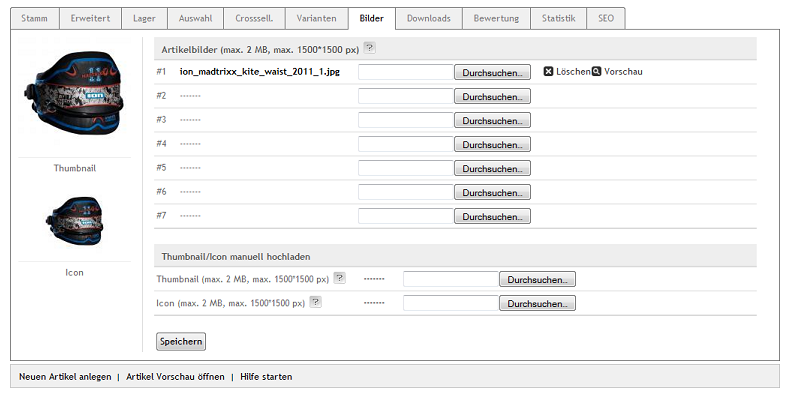 Stamm Erweitert Lager Auswahl Crosssell. Varianten Bilder Downloads Bewertung Statistik SEO
Artikelbilder (max. 2 MB, max. 1500*1500 px) ?
#1 ion_madtrixx_kite_waist_2011_1.jpg Durchsuchen... Löschen Vorschau
#2 ------- Durchsuchen...
#3 ------- Durchsuchen...
#4 ------- Durchsuchen...
#5 ------- Durchsuchen...
#6 ------- Durchsuchen...
#7 ------- Durchsuchen...
Thumbnail
Icon
Thumbnail/Icon manuell hochladen
Thumbnail (max. 2 MB, max. 1500*1500 px) ? ------- Durchsuchen...
Icon (max. 2 MB, max. 1500*1500 px) ? ------- Durchsuchen...
Speichern
Neuen Artikel anlegen | Artikel Vorschau öffnen | Hilfe starten